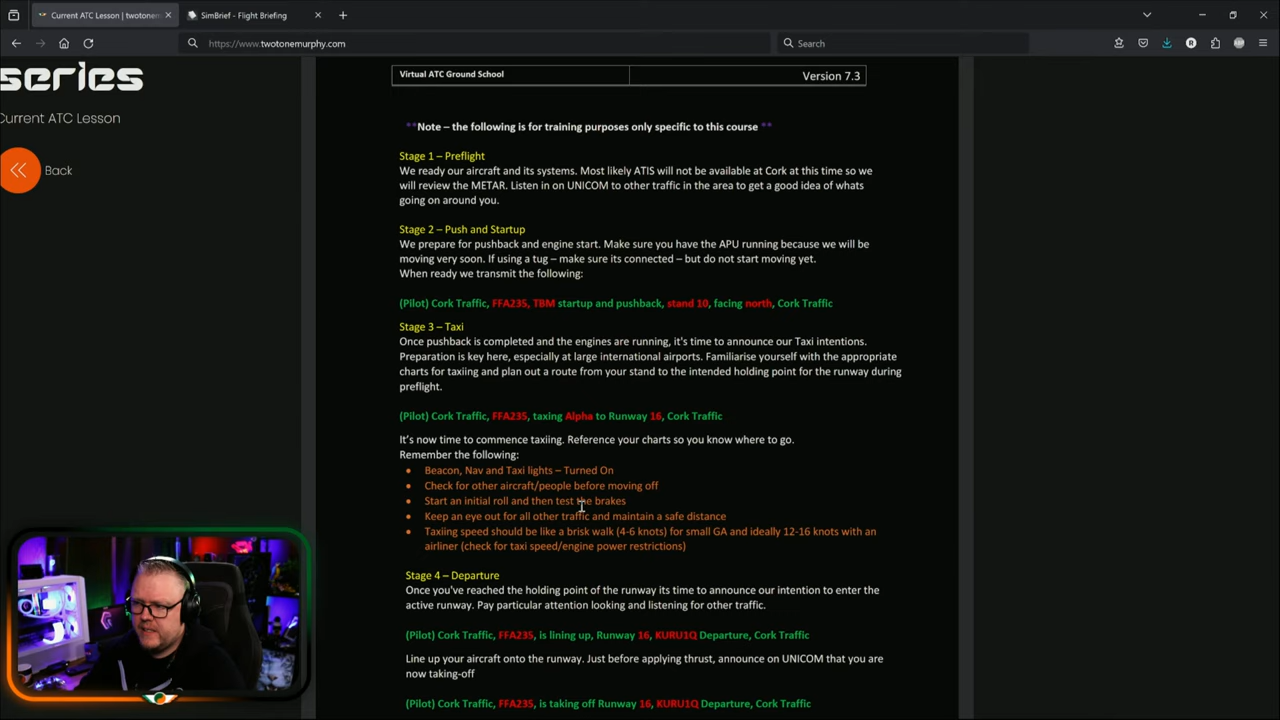 Current ATC Lesson | twotonem
SimBrief - Flight Briefing
https://www.twotonemurphy.com
Search
series
Current ATC Lesson
Back
Virtual ATC Ground School
Version 7.3
**Note – the following is for training purposes only specific to this course **
Stage 1 – Preflight
We ready our aircraft and its systems. Most likely ATIS will not be available at Cork at this time so we
will review the METAR. Listen in on UNICOM to other traffic in the area to get a good idea of whats
going on around you.
Stage 2 – Push and Startup
We prepare for pushback and engine start. Make sure you have the APU running because we will be
moving very soon. If using a tug – make sure its connected – but do not start moving yet.
When ready we transmit the following:
(Pilot) Cork Traffic, FFA235, TBM startup and pushback, stand 10, facing north, Cork Traffic
Stage 3 – Taxi
Once pushback is completed and the engines are running, it's time to announce our Taxi intentions.
Preparation is key here, especially at large international airports. Familiarise yourself with the appropriate
charts for taxiing and plan out a route from your stand to the intended holding point for the runway during
preflight.
(Pilot) Cork Traffic, FFA235, taxing Alpha to Runway 16, Cork Traffic
It's now time to commence taxiing. Reference your charts so you know where to go.
Remember the following:
• Beacon, Nav and Taxi lights – Turned On
• Check for other aircraft/people before moving off
• Start an initial roll and then test the brakes
• Keep an eye out for all other traffic and maintain a safe distance
• Taxiing speed should be like a brisk walk (4-6 knots) for small GA and ideally 12-16 knots with an
airliner (check for taxi speed/engine power restrictions)
Stage 4 – Departure
Once you've reached the holding point of the runway its time to announce our intention to enter the
active runway. Pay particular attention looking and listening for other traffic.
(Pilot) Cork Traffic, FFA235, is lining up, Runway 16, KURU1Q Departure, Cork Traffic
Line up your aircraft onto the runway. Just before applying thrust, announce on UNICOM that you are
now taking-off
(Pilot) Cork Traffic, FFA235, is taking off Runway 16, KURU1Q Departure, Cork Traffic